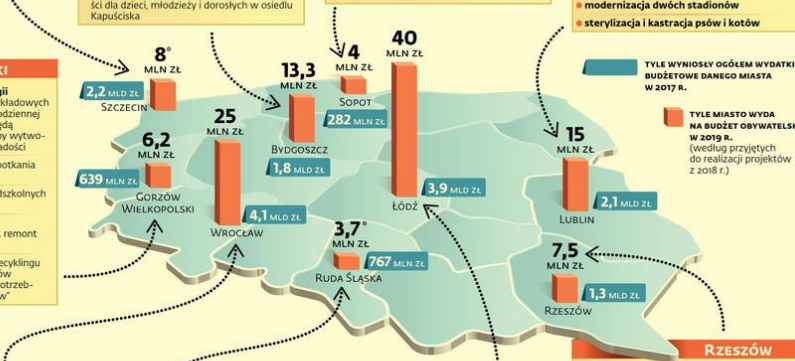 ści dla dzieci, młodzieży i dorosłych w osiedlu
Kapuściska
• modernizacja dwóch stadionów
• sterylizacja i kastracja psów i kotów
TYLE WYNIOSŁY OGÓŁEM WYDATKI
BUDŻETOWE DANEGO MIASTA
W 2017 R.
TYLE MIASTO WYDA
NA BUDŻET
W 2019 R.
(według przyjętych
do realizacji projektów
z 2018 r.)
8*
MLN ZŁ
2,2 MLD ZŁ
SZCZECIN
4
MLN ZŁ
SOPOT
282 MLN ZŁ
40
MLN ZŁ
3,9 MLD ZŁ
ŁÓDŹ
13,3
MLN ZŁ
BYDGOSZCZ
1,8 MLD ZŁ
25
MLN ZŁ
4,1 MLD ZŁ
WROCŁAW
6,2
MLN ZŁ
639 MLN ZŁ
GORZÓW
WIELKOPOLSKI
15
MLN ZŁ
2,1 MLD ZŁ
LUBLIN
3,7*
MLN ZŁ
767 MLN ZŁ
RUDA ŚLĄSKA
7,5
MLN ZŁ
1,3 MLD ZŁ
RZESZÓW
RZESZÓW
remont